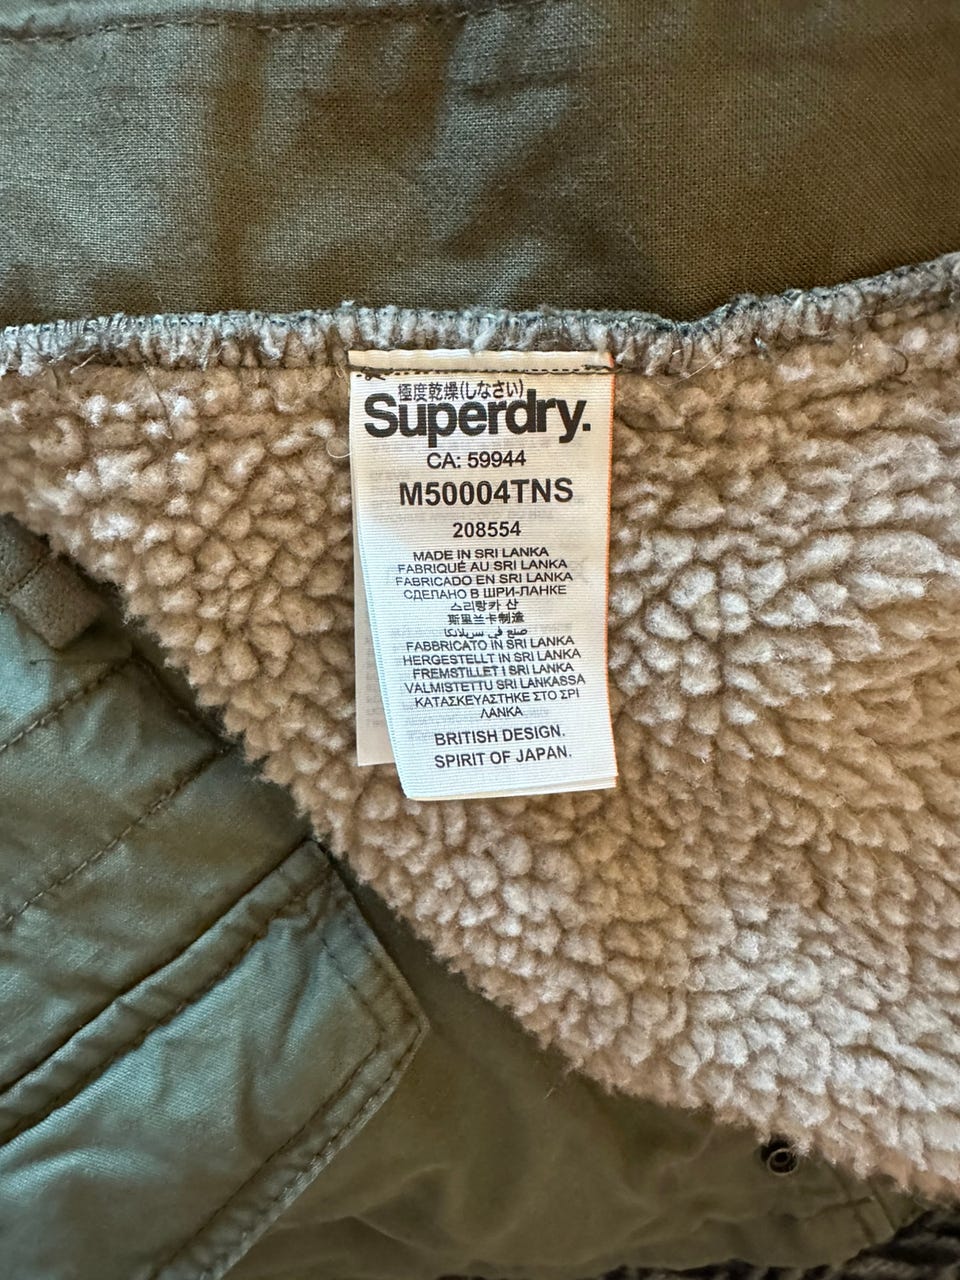 極度乾燥(しなさい)
Superdry.
CA: 59944
M50004TNS
208554
MADE IN SRI LANKA
FABRIQUÉ AU SRI LANKA
FABRICADO EN SRI LANKA
СДЕЛАНО В ШРИ-ЛАНКЕ
스리랑카 산
斯里兰卡制造
صنع في سريلانكا
FABBRICATO IN SRI LANKA
HERGESTELLT IN SRI LANKA
FREMSTILLET I SRI LANKA
VALMISTETTU SRI LANKASSA
ΚΑΤΑΣΚΕΥΑΣΤΗΚΕ ΣΤΟ ΣΡΙ
ΛΑΝΚΑ
BRITISH DESIGN.
SPIRIT OF JAPAN.